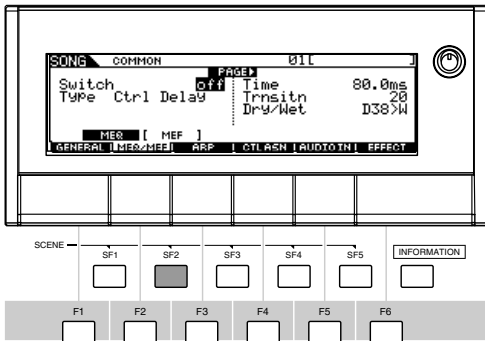 SONG COMMON 01[ ]
PAGE▶
Switch off Time 80.0ms
Type Ctrl Delay Trnsitn 20
Dry/Wet D38>W
MEQ [ MEF ]
GENERAL MEQ/MEF ARP CTLASN AUDIOIN EFFECT
SCENE
SF1 SF2 SF3 SF4 SF5 INFORMATION
F1 F2 F3 F4 F5 F6